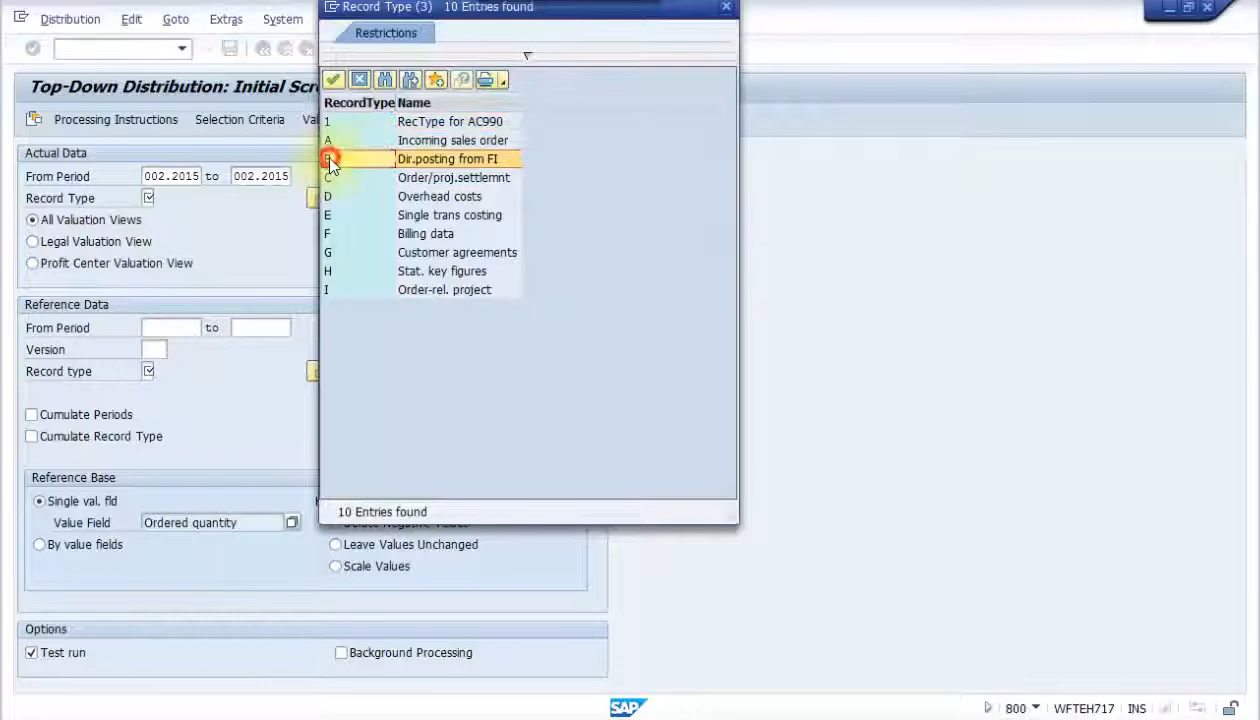 Distribution Edit Goto Extras System
Record Type (3) 10 Entries found
Restrictions
Top-Down Distribution: Initial Scre
Processing Instructions Selection Criteria
RecordType Name
1 RecType for AC990
A Incoming sales order
Dir.posting from FI
C Order/proj.settlemnt
D Overhead costs
E Single trans costing
F Billing data
G Customer agreements
H Stat. key figures
I Order-rel. project
10 Entries found
Actual Data
From Period 002.2015 to 002.2015
Record Type
All Valuation Views
Legal Valuation View
Profit Center Valuation View
Reference Data
From Period to
Version
Record type
Cumulate Periods
Cumulate Record Type
Reference Base
Single val. fld
Value Field Ordered quantity
By value fields
Leave Values Unchanged
Scale Values
Options
Test run Background Processing
SAP
800 WFTEH717 INS